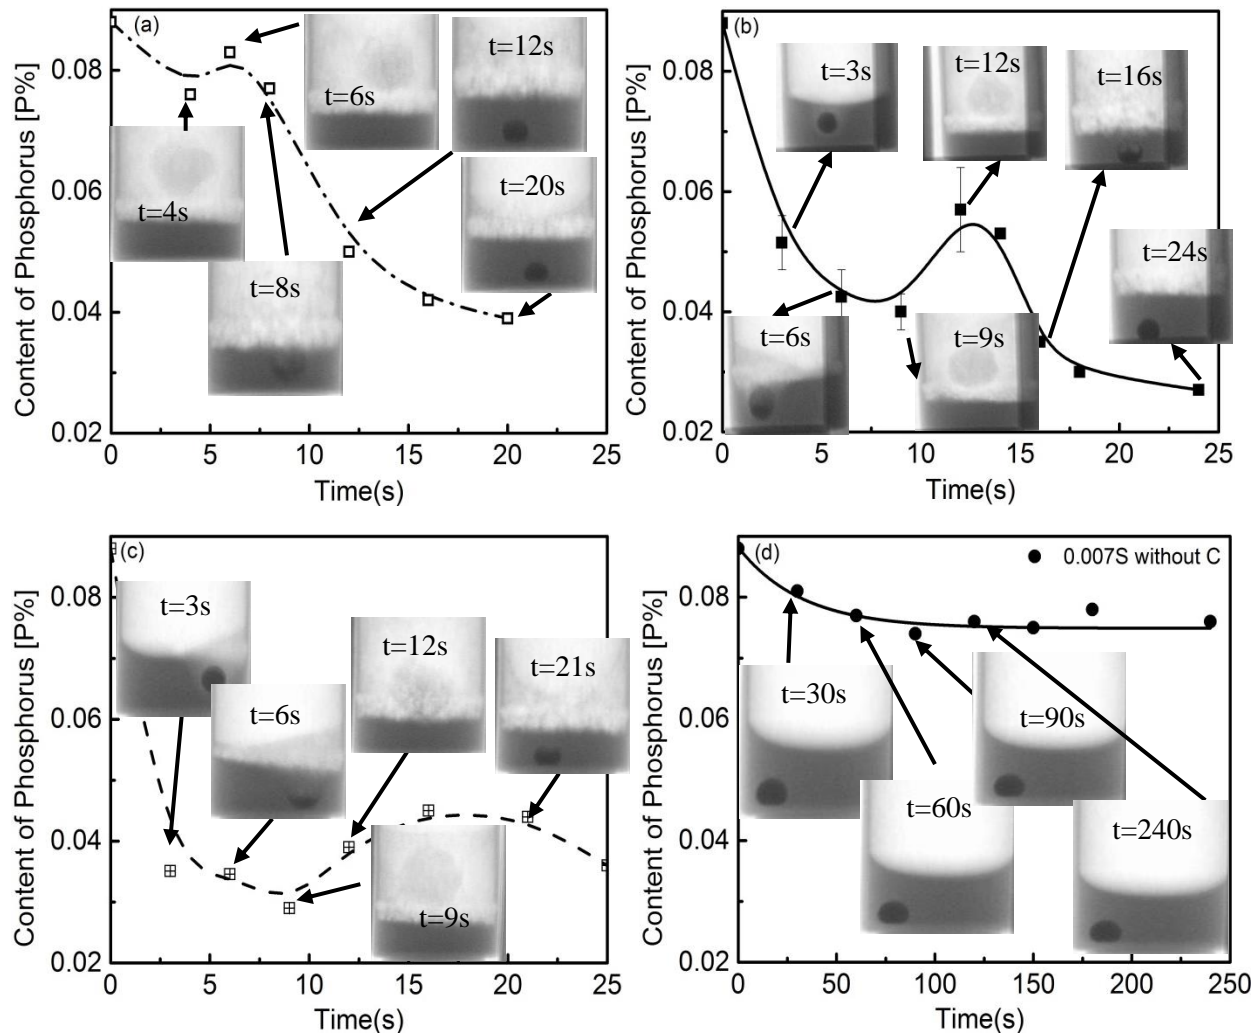 (a)
Content of Phosphorus [P%]
0.08
0.06
0.04
0.02
0
5
10
15
20
25
Time(s)
t=4s
t=6s
t=8s
t=12s
t=20s
(b)
Content of Phosphorus [P%]
0.08
0.06
0.04
0.02
0
5
10
15
20
25
Time(s)
t=3s
t=12s
t=16s
t=6s
t=9s
t=24s
(c)
Content of Phosphorus [P%]
0.08
0.06
0.04
0.02
0
5
10
15
20
25
Time(s)
t=3s
t=6s
t=12s
t=21s
t=9s
(d)
0.007S without C
Content of Phosphorus [P%]
0.08
0.06
0.04
0.02
0
50
100
150
200
250
Time(s)
t=30s
t=90s
t=60s
t=240s